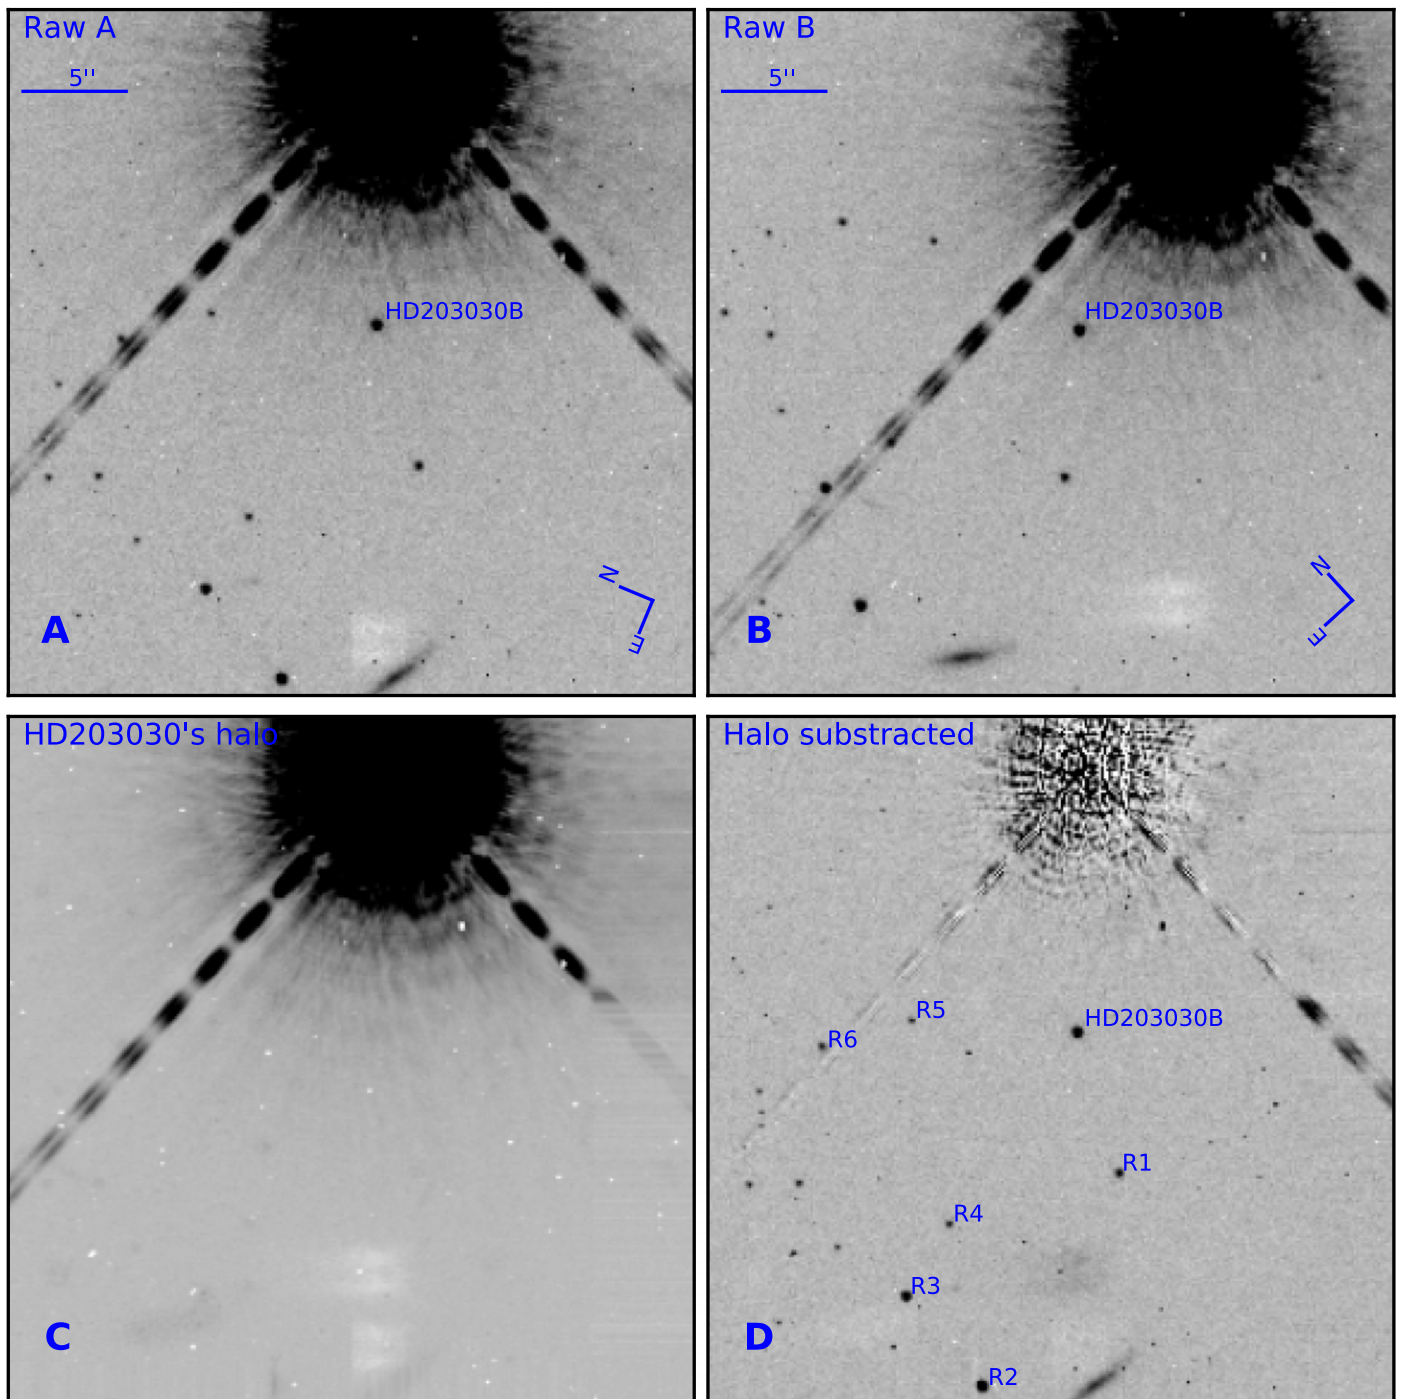 Raw A
5''
HD203030B
N
E
A
Raw B
5''
HD203030B
N
E
B
HD203030's halo
C
Halo substracted
R5
HD203030B
R6
R1
R4
R3
D
R2